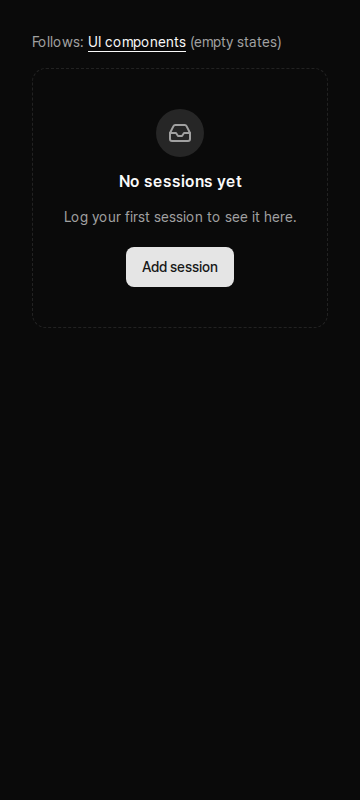 Follows: UI components (empty states)
No sessions yet
Log your first session to see it here.
Add session